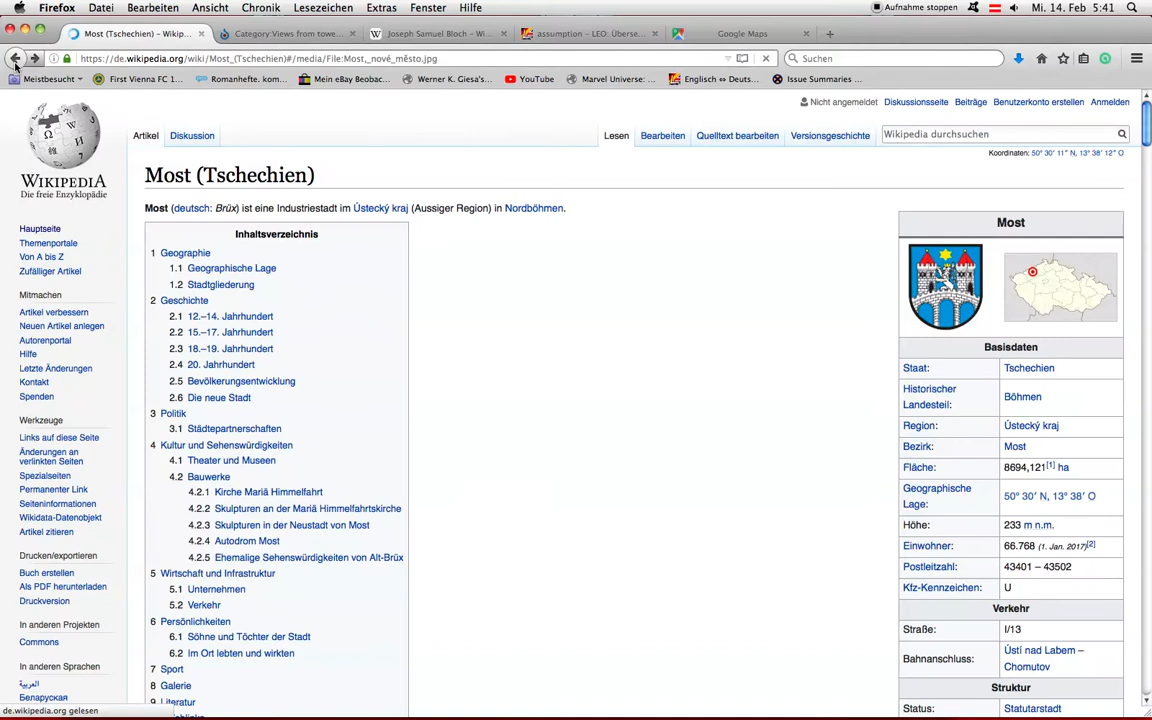 Firefox Datei Bearbeiten Ansicht Chronik Lesezeichen Extras Fenster Hilfe Aufnahme stoppen Mi. 14. Feb 5:41
Most (Tschechien) – Wikip... Category:Views from towe... Joseph Samuel Bloch – W... assumption – LEO: Überse... Google Maps
https://de.wikipedia.org/wiki/Most_(Tschechien)#/media/File:Most,_nové_město.jpg Suchen
Meistbesucht First Vienna FC 1... Romanhefte. kom... Mein eBay Beobac... Werner K. Giesa's... YouTube Marvel Universe: ... Englisch ⇔ Deuts... Issue Summaries ...
Nicht angemeldet Diskussionsseite Beiträge Benutzerkonto erstellen Anmelden
Artikel Diskussion Lesen Bearbeiten Quelltext bearbeiten Versionsgeschichte Wikipedia durchsuchen
Koordinaten: 50° 30′ 11″ N, 13° 38′ 12″ O
WIKIPEDIA
Die freie Enzyklopädie
Hauptseite
Themenportale
Von A bis Z
Zufälliger Artikel
Mitmachen
Artikel verbessern
Neuen Artikel anlegen
Autorenportal
Hilfe
Letzte Änderungen
Kontakt
Spenden
Werkzeuge
Links auf diese Seite
Änderungen an
verlinkten Seiten
Spezialseiten
Permanenter Link
Seiteninformationen
Wikidata-Datenobjekt
Artikel zitieren
Drucken/exportieren
Buch erstellen
Als PDF herunterladen
Druckversion
In anderen Projekten
Commons
In anderen Sprachen
العربية
Беларуская
de.wikipedia.org gelesen
Most (Tschechien)
Most (deutsch: Brüx) ist eine Industriestadt im Ústecký kraj (Aussiger Region) in Nordböhmen.
Inhaltsverzeichnis
1 Geographie
1.1 Geographische Lage
1.2 Stadtgliederung
2 Geschichte
2.1 12.–14. Jahrhundert
2.2 15.–17. Jahrhundert
2.3 18.–19. Jahrhundert
2.4 20. Jahrhundert
2.5 Bevölkerungsentwicklung
2.6 Die neue Stadt
3 Politik
3.1 Städtepartnerschaften
4 Kultur und Sehenswürdigkeiten
4.1 Theater und Museen
4.2 Bauwerke
4.2.1 Kirche Mariä Himmelfahrt
4.2.2 Skulpturen an der Mariä Himmelfahrtskirche
4.2.3 Skulpturen in der Neustadt von Most
4.2.4 Autodrom Most
4.2.5 Ehemalige Sehenswürdigkeiten von Alt-Brüx
5 Wirtschaft und Infrastruktur
5.1 Unternehmen
5.2 Verkehr
6 Persönlichkeiten
6.1 Söhne und Töchter der Stadt
6.2 Im Ort lebten und wirkten
7 Sport
8 Galerie
9 Literatur
Most
Basisdaten
Staat: Tschechien
Historischer
Landesteil: Böhmen
Region: Ústecký kraj
Bezirk: Most
Fläche: 8694,121[1] ha
Geographische
Lage: 50° 30′ N, 13° 38′ O
Höhe: 233 m n.m.
Einwohner: 66.768 (1. Jan. 2017)[2]
Postleitzahl: 43401 – 43502
Kfz-Kennzeichen: U
Verkehr
Straße: I/13
Bahnanschluss: Ústí nad Labem –
Chomutov
Struktur
Status: Statutarstadt